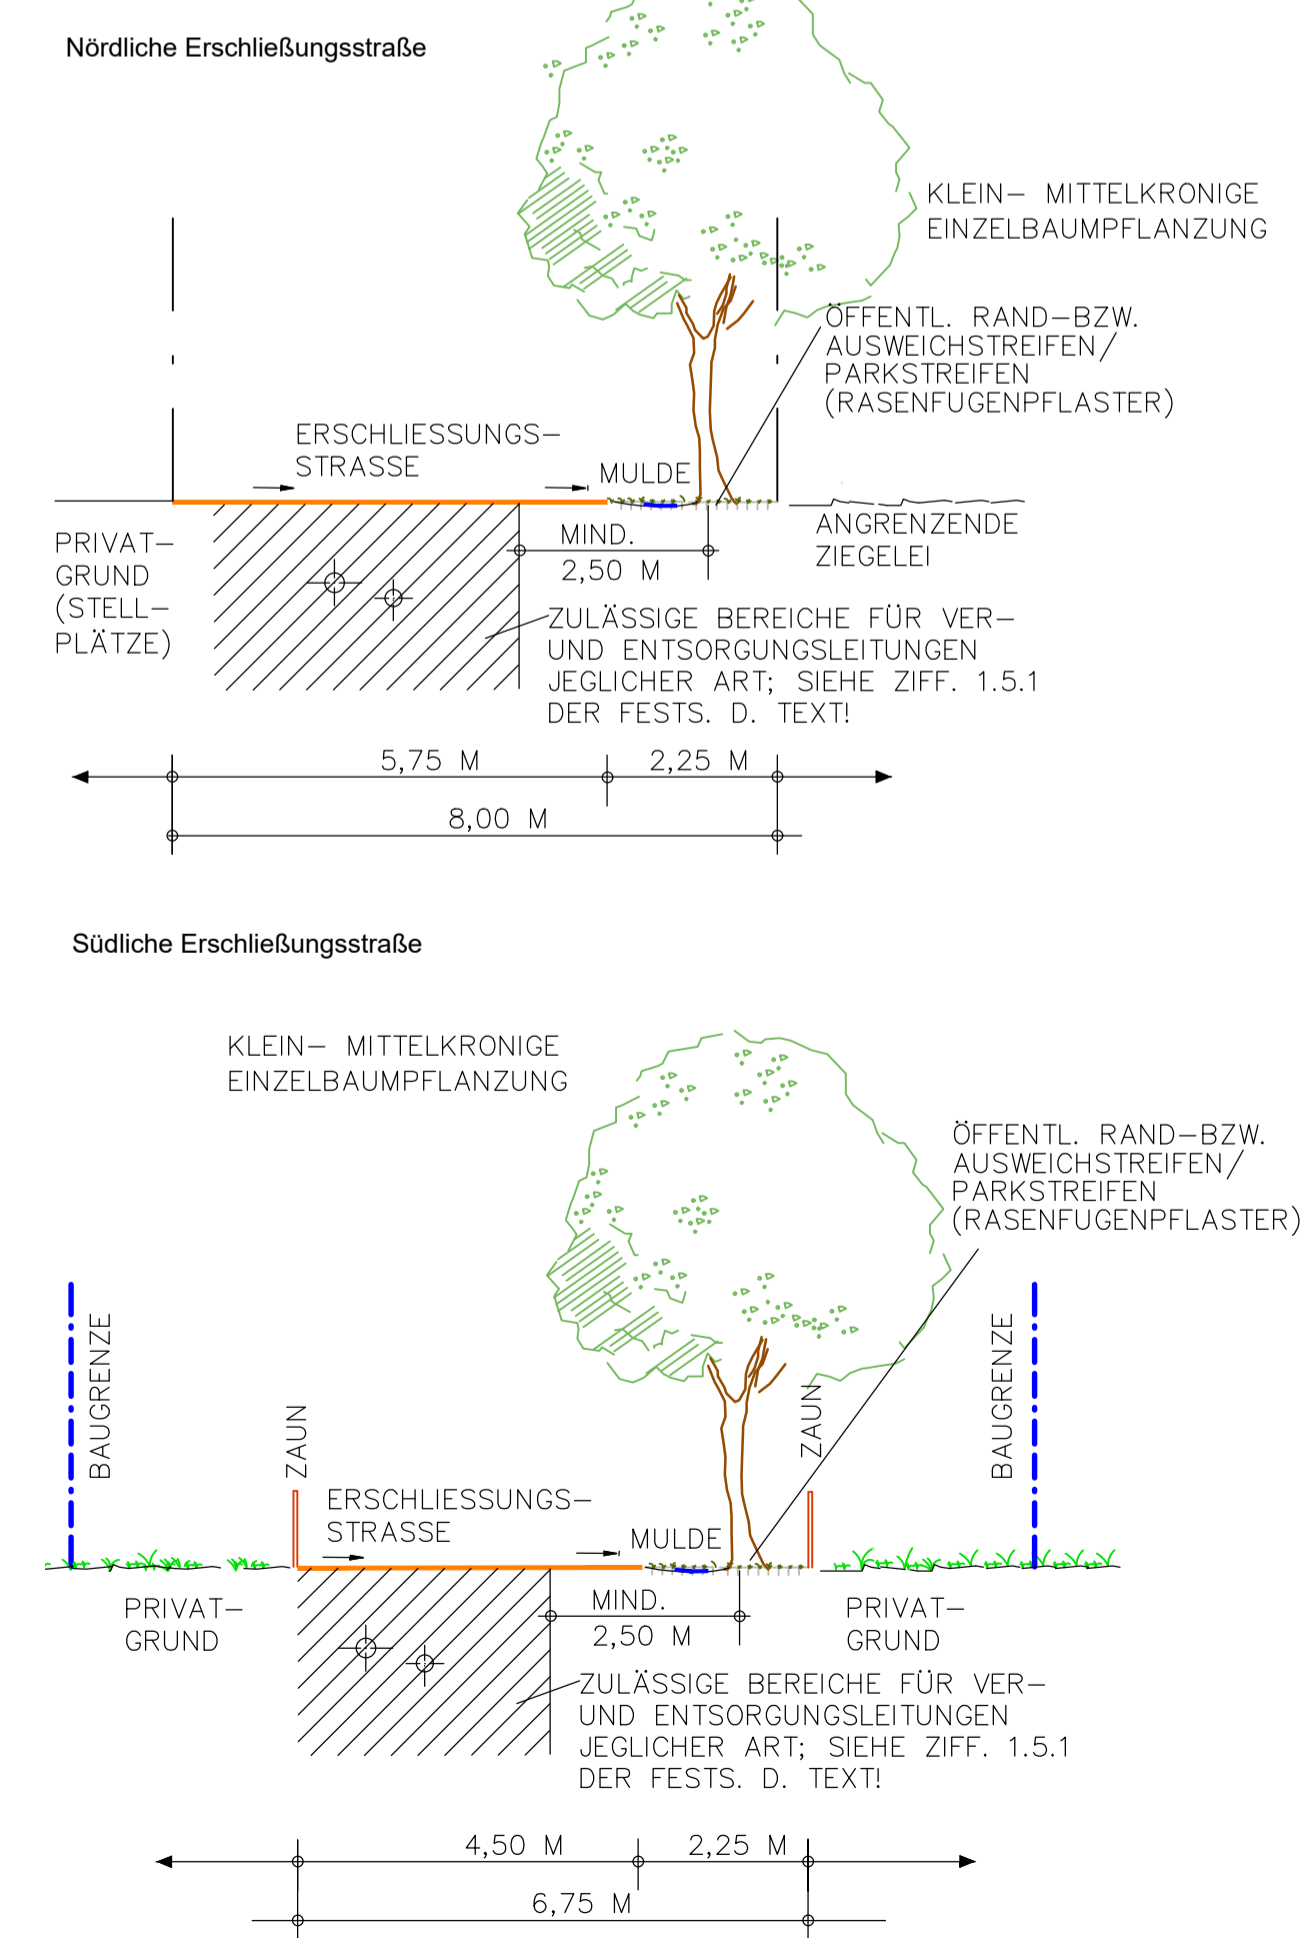 Nördliche Erschließungsstraße
KLEIN– MITTELKRONIGE
EINZELBAUMPFLANZUNG
ÖFFENTL. RAND–BZW.
AUSWEICHSTREIFEN/
PARKSTREIFEN
(RASENFUGENPFLASTER)
ERSCHLIESSUNGS–
STRASSE
MULDE
PRIVAT–
GRUND
(STELL–
PLÄTZE)
MIND.
2,50 M
ANGRENZENDE
ZIEGELEI
ZULÄSSIGE BEREICHE FÜR VER–
UND ENTSORGUNGSLEITUNGEN
JEGLICHER ART; SIEHE ZIFF. 1.5.1
DER FESTS. D. TEXT!
5,75 M
2,25 M
8,00 M
Südliche Erschließungsstraße
KLEIN– MITTELKRONIGE
EINZELBAUMPFLANZUNG
ÖFFENTL. RAND–BZW.
AUSWEICHSTREIFEN/
PARKSTREIFEN
(RASENFUGENPFLASTER)
BAUGRENZE
ZAUN
ZAUN
BAUGRENZE
ERSCHLIESSUNGS–
STRASSE
MULDE
PRIVAT–
GRUND
MIND.
2,50 M
PRIVAT–
GRUND
ZULÄSSIGE BEREICHE FÜR VER–
UND ENTSORGUNGSLEITUNGEN
JEGLICHER ART; SIEHE ZIFF. 1.5.1
DER FESTS. D. TEXT!
4,50 M
2,25 M
6,75 M